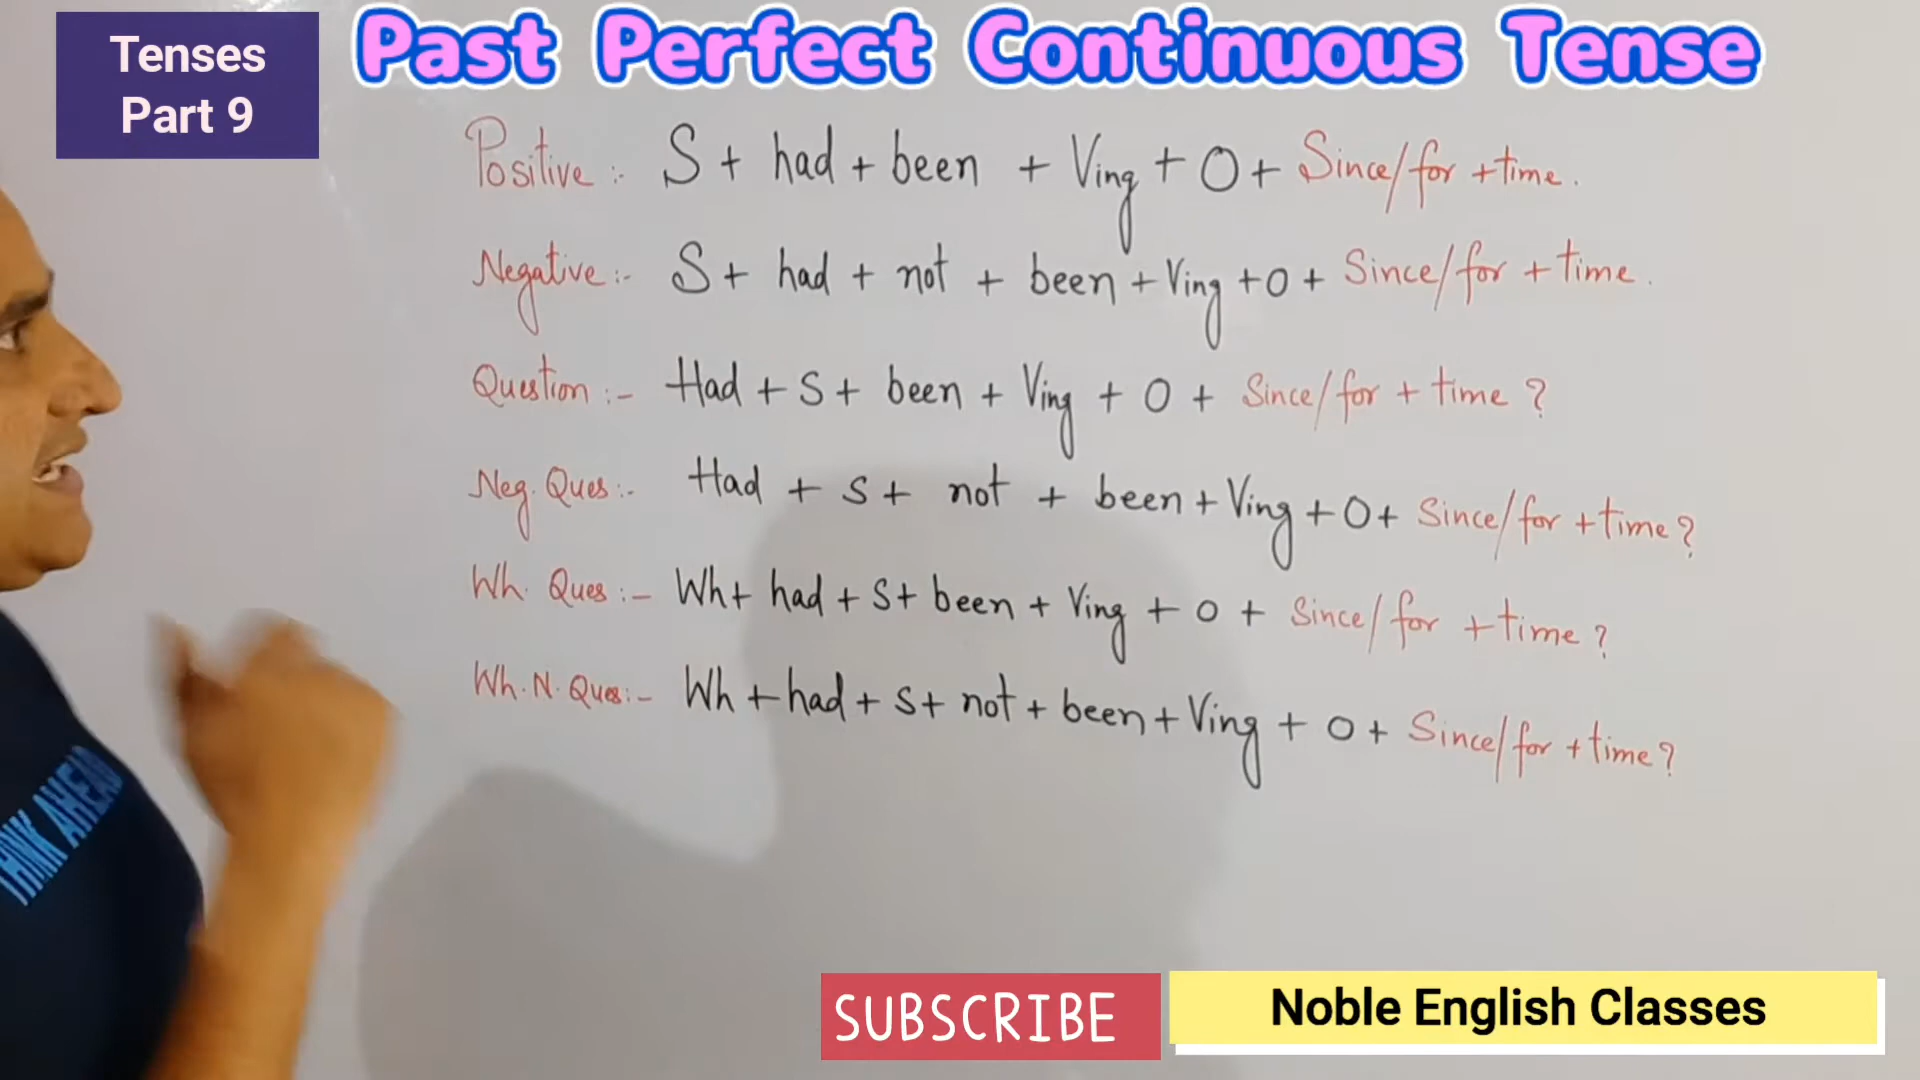 Tenses
Part 9
Past Perfect Continuous Tense
Positive :- S + had + been + Ving + O + Since/for + time.
Negative :- S + had + not + been + Ving + O + Since/for + time.
Question :- Had + S + been + Ving + O + Since/for + time ?
Neg. Ques :- Had + S + not + been + Ving + O + Since/for + time?
Wh. Ques :- Wh + had + S + been + Ving + O + Since/for + time ?
Wh. N. Ques :- Wh + had + S + not + been + Ving + O + Since/for + time ?
THINK AHEAD
SUBSCRIBE
Noble English Classes